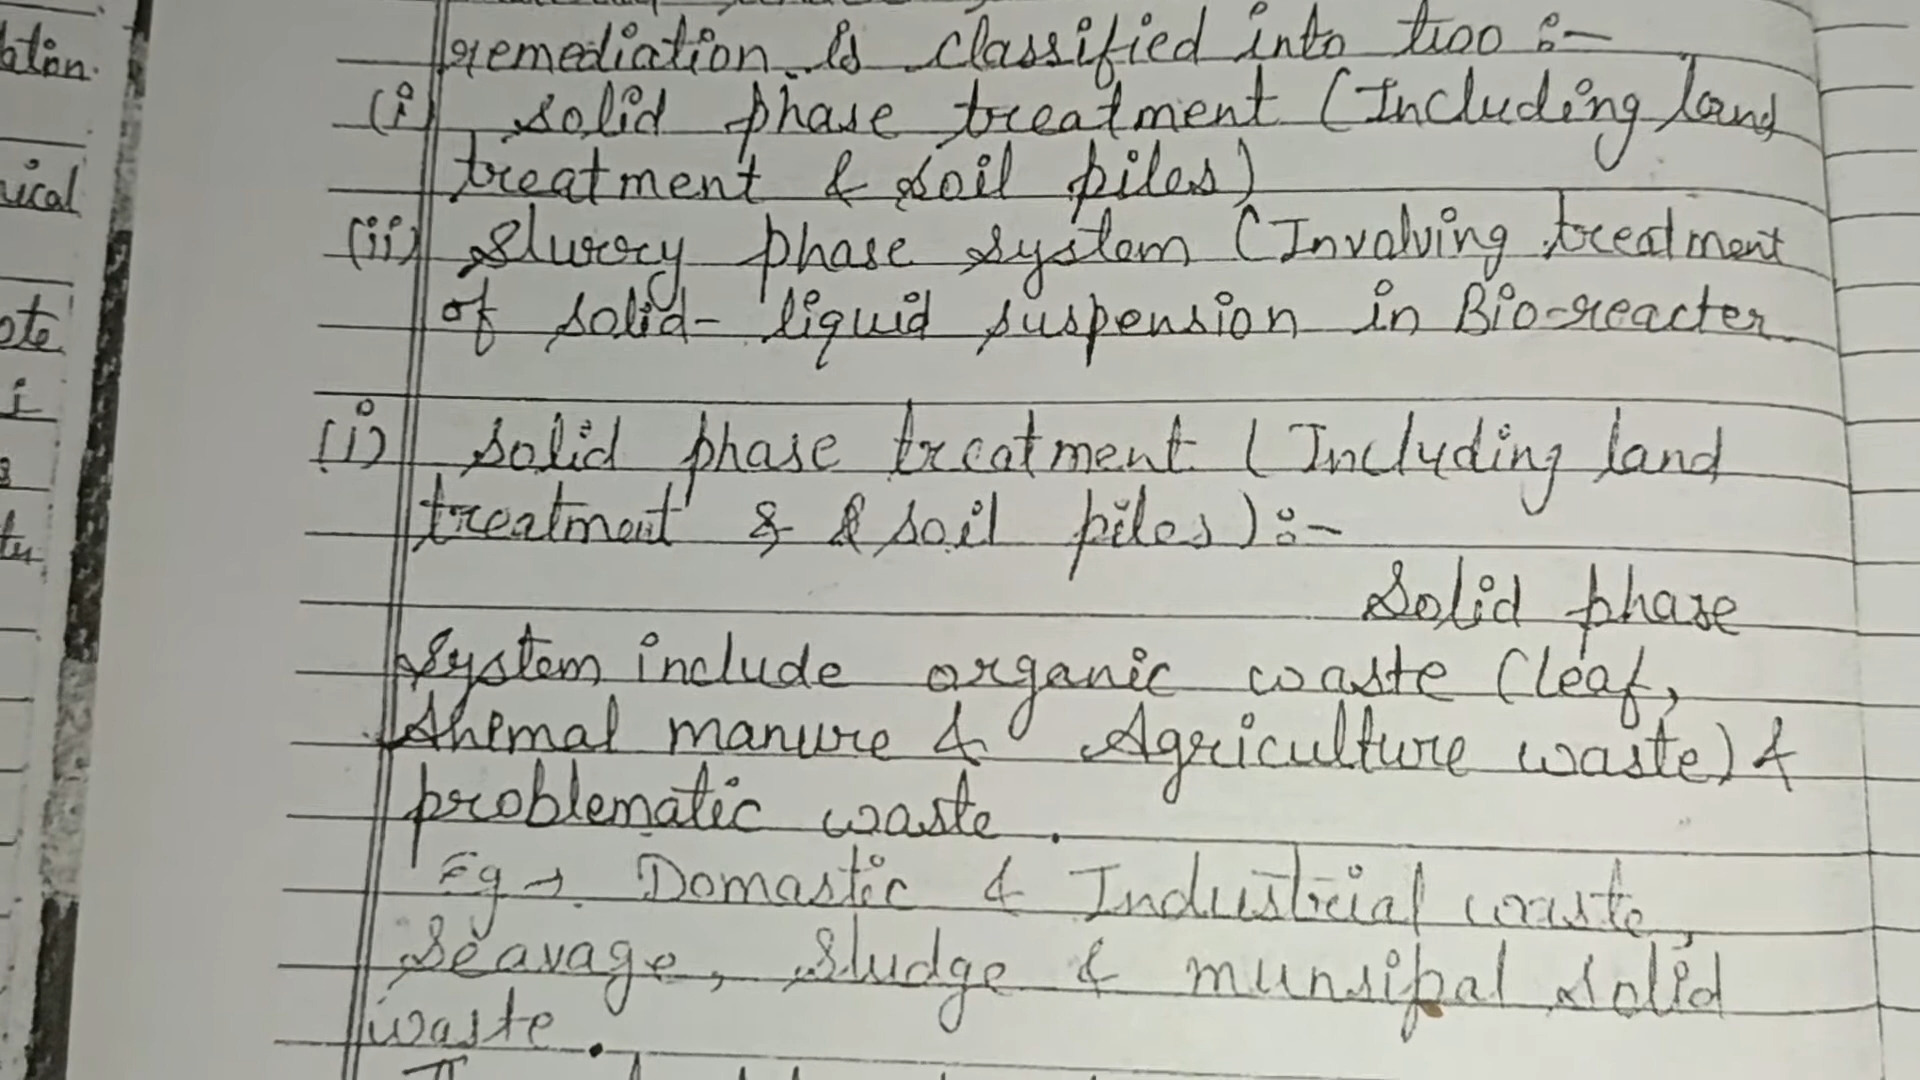 remediation is classified into two :-
(i) solid phase treatment (Including land
treatment & soil piles)
(ii) Slurry phase system (Involving treatment
of solid- liquid suspension in Bio-reacter
(i) solid phase treatment (Including land
treatment & & soil piles) :-
Solid phase
system include organic waste (leaf,
Animal manure & Agriculture waste) &
problematic waste .
Eg → Domastic & Industrial waste,
Seavage, Sludge & munsipal solid
waste .
ical
ote
i